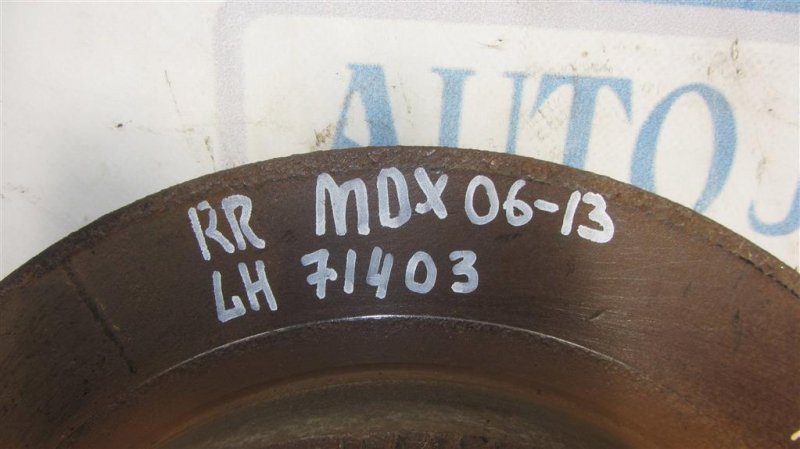 AUTO J
RR MDX 06-13
LH 71403